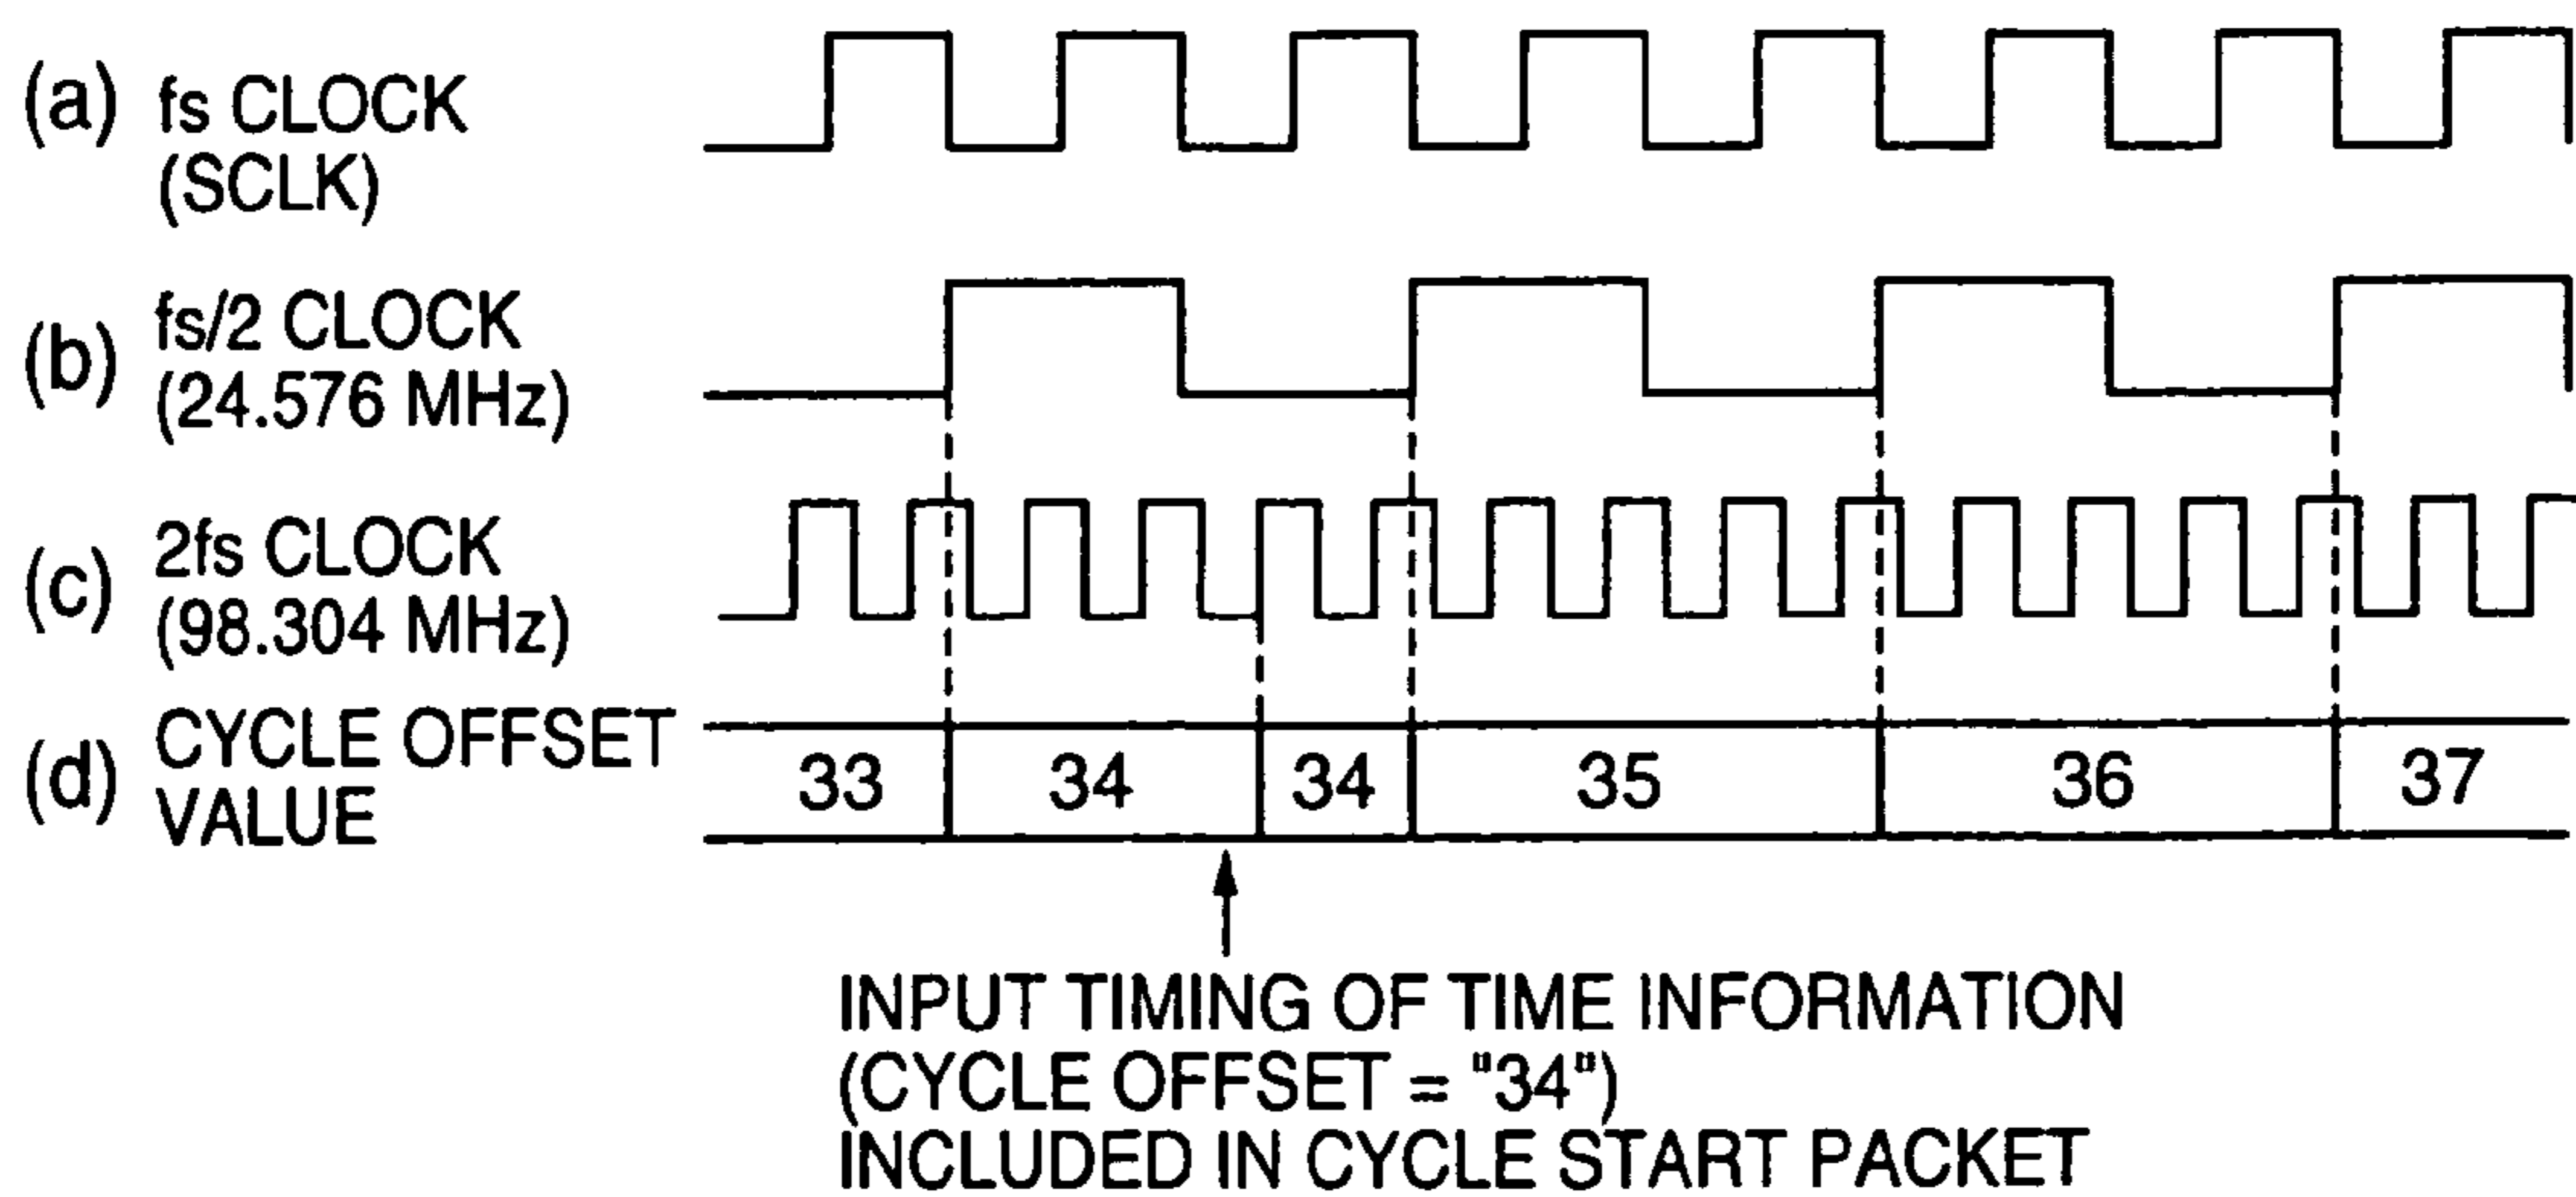 (a) fs CLOCK
(SCLK)
(b) fs/2 CLOCK
(24.576 MHz)
(c) 2fs CLOCK
(98.304 MHz)
(d) CYCLE OFFSET
VALUE
33 34 34 35 36 37
INPUT TIMING OF TIME INFORMATION
(CYCLE OFFSET = "34")
INCLUDED IN CYCLE START PACKET